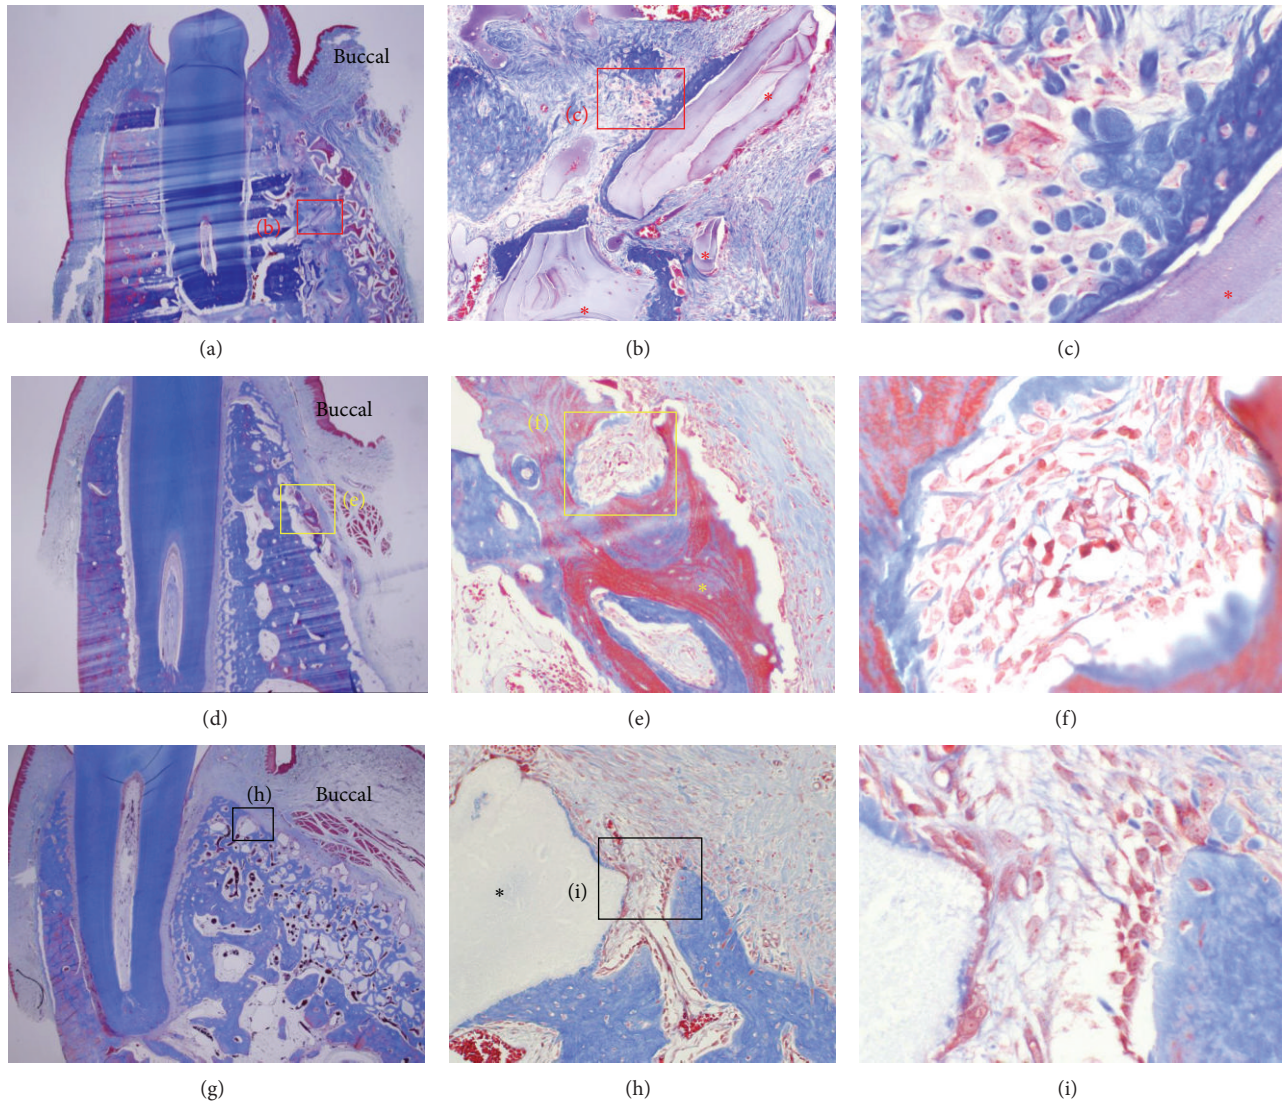 Buccal
(b)
(c)
*
*
*
*
(a)
(b)
(c)
Buccal
(e)
(f)
*
(d)
(e)
(f)
Buccal
(h)
(i)
*
(g)
(h)
(i)